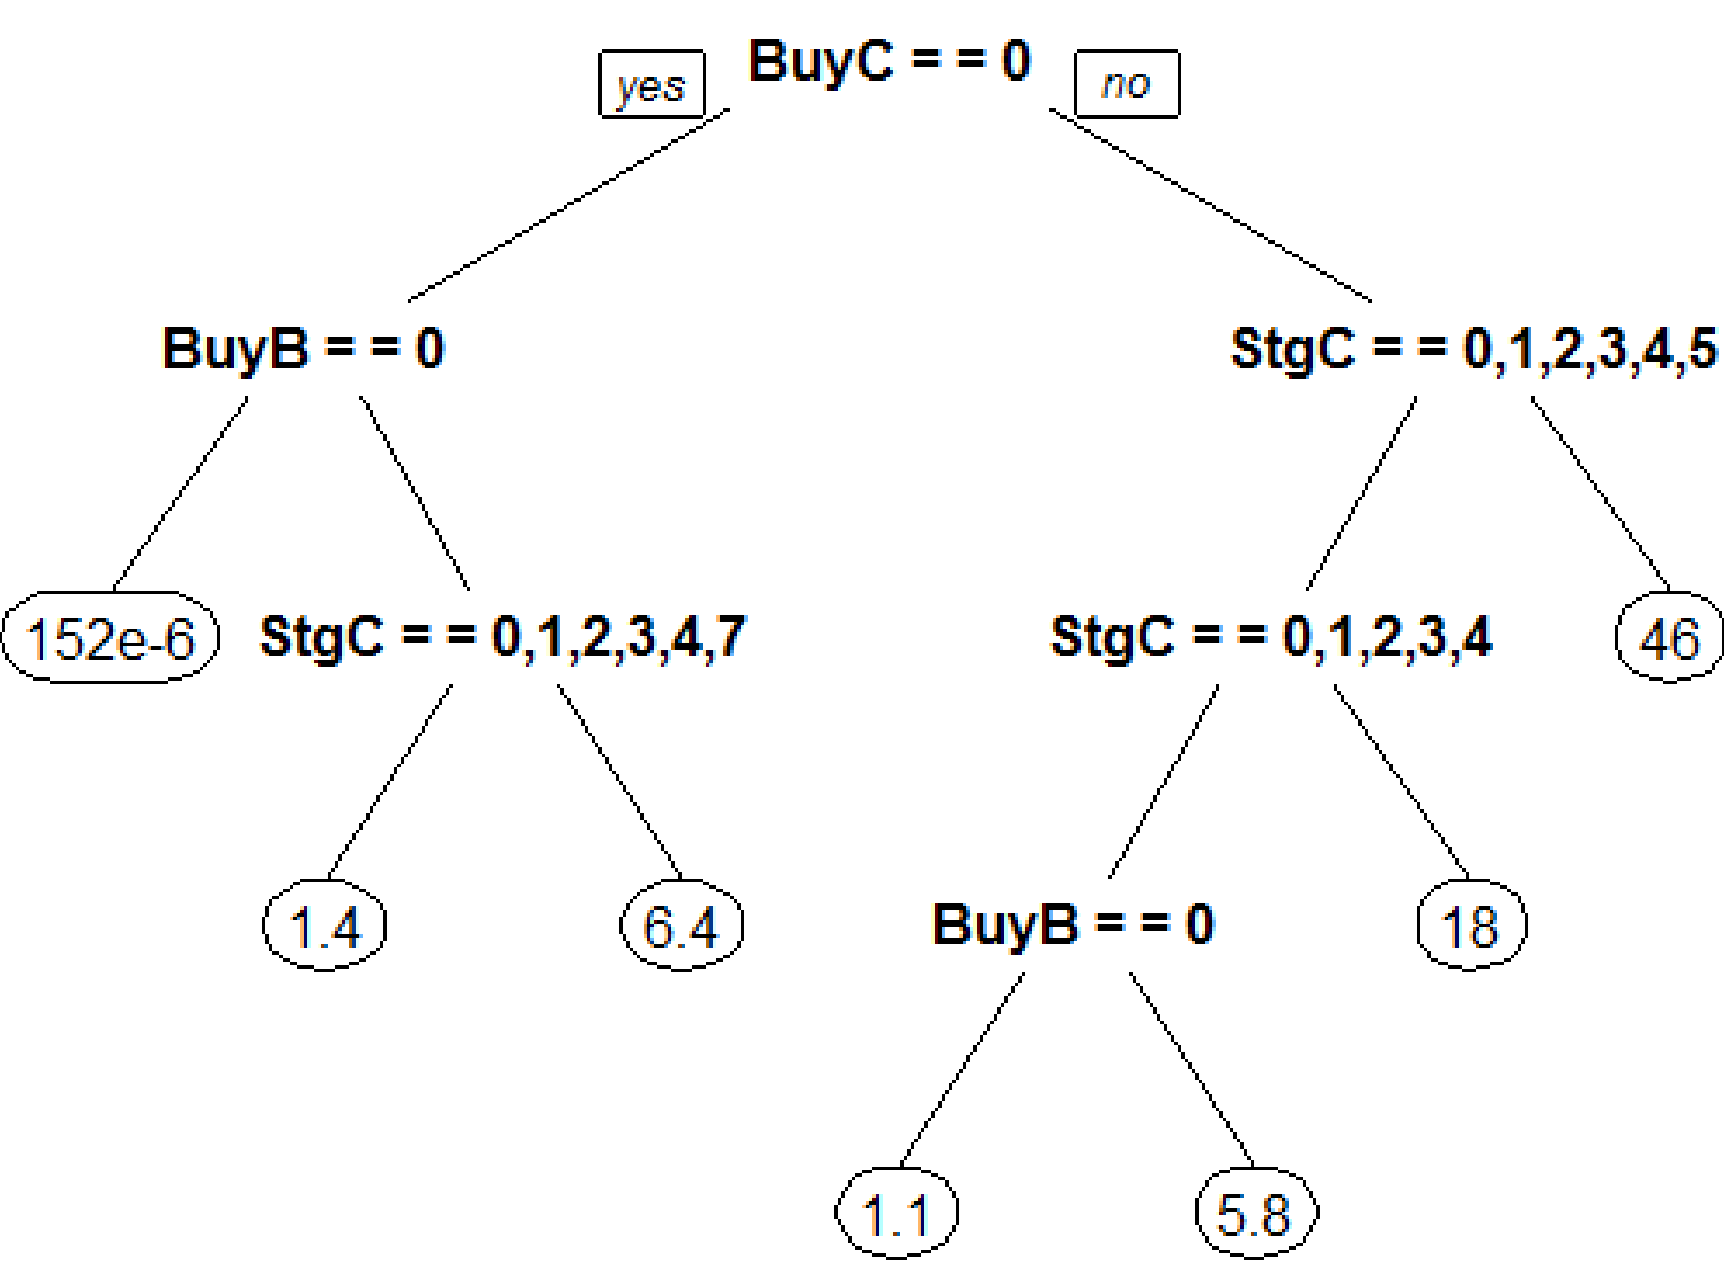 yes BuyC = = 0 no
BuyB = = 0 StgC = = 0,1,2,3,4,5
152e-6 StgC = = 0,1,2,3,4,7 StgC = = 0,1,2,3,4 46
1.4 6.4 BuyB = = 0 18
1.1 5.8